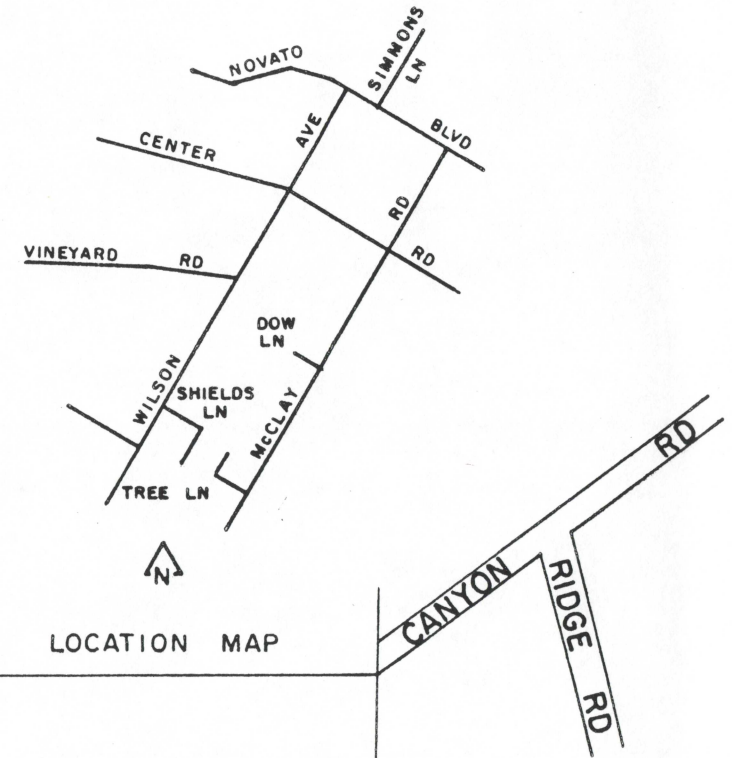 SIMMONS
LN
NOVATO
BLVD
AVE
CENTER
RD
RD
VINEYARD RD
DOW
LN
WILSON
SHIELDS
LN
McCLAY
TREE LN
RD
N
CANYON
RIDGE RD
LOCATION MAP